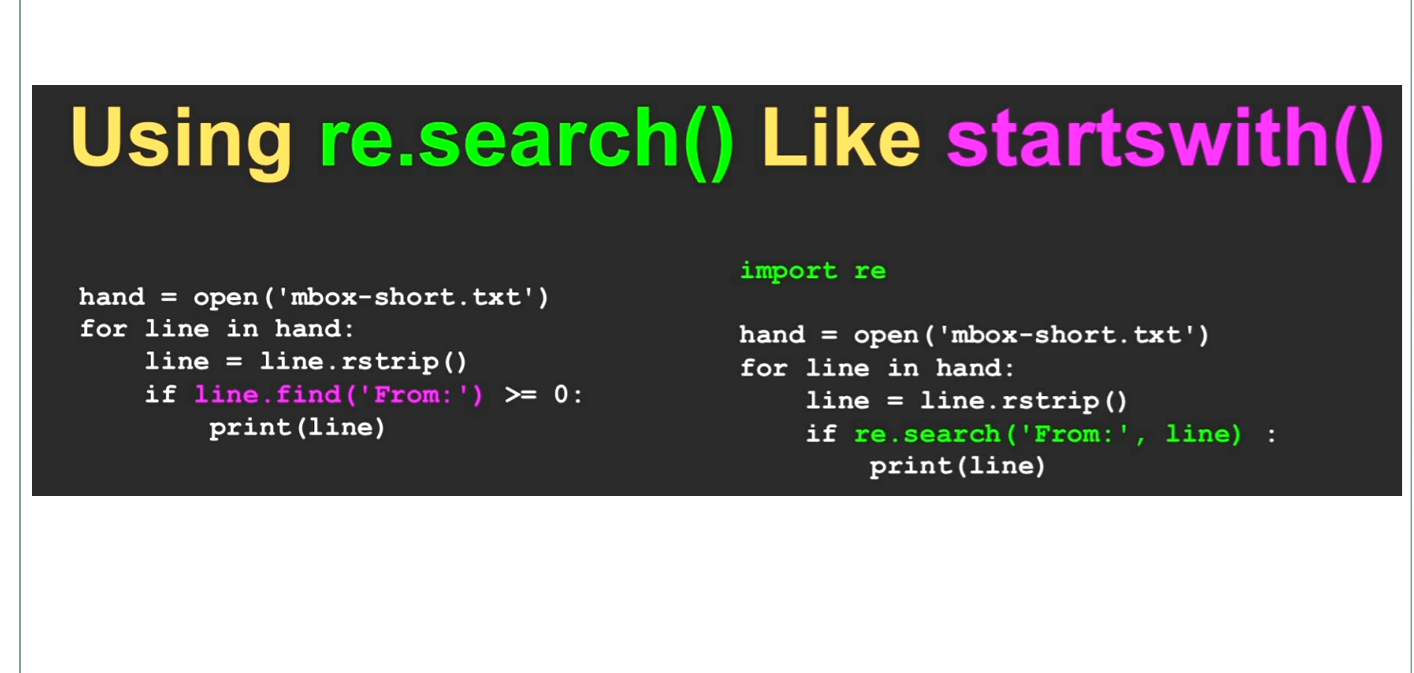 Using re.search() Like startswith()
hand = open('mbox-short.txt')
for line in hand:
    line = line.rstrip()
    if line.find('From:') >= 0:
        print(line)
import re
hand = open('mbox-short.txt')
for line in hand:
    line = line.rstrip()
    if re.search('From:', line) :
        print(line)